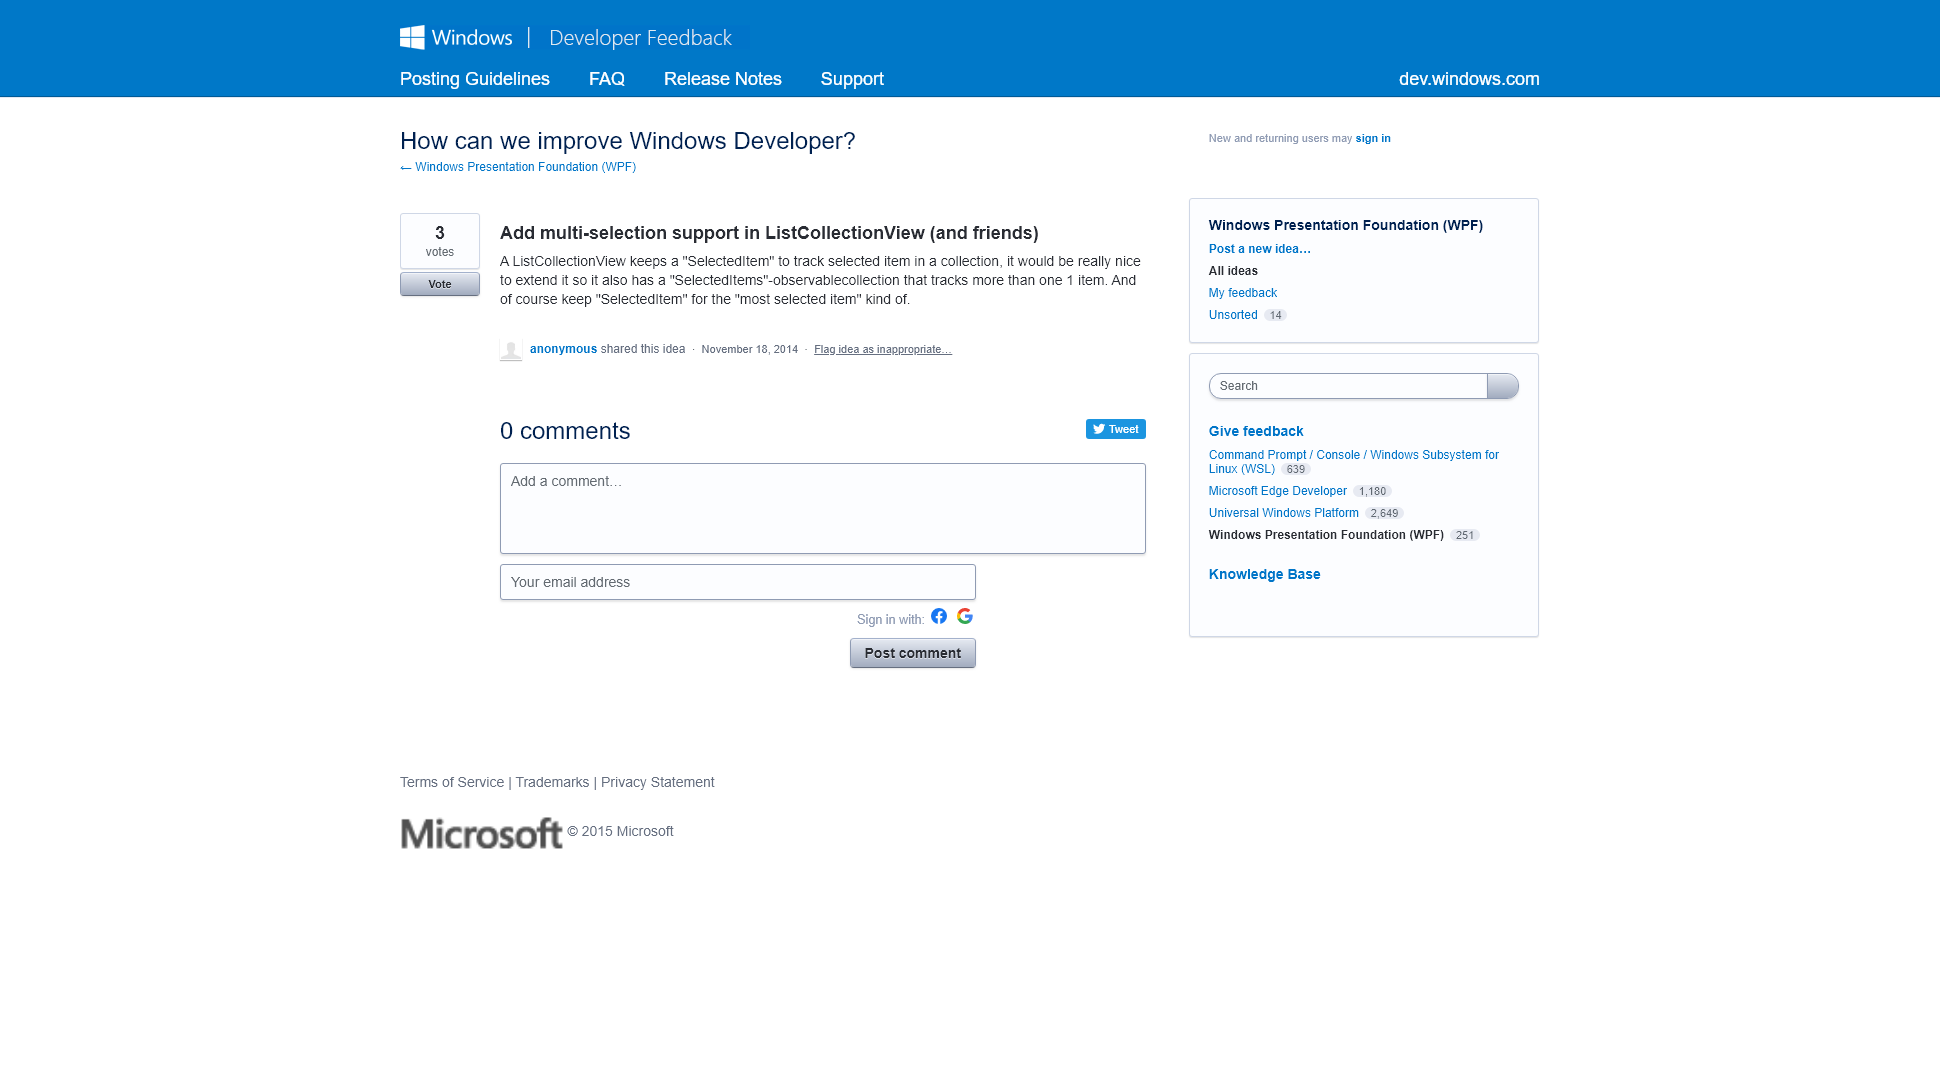 Windows | Developer Feedback
Posting Guidelines FAQ Release Notes Support dev.windows.com
How can we improve Windows Developer?
← Windows Presentation Foundation (WPF)
New and returning users may sign in
3
votes
Vote
Add multi-selection support in ListCollectionView (and friends)
A ListCollectionView keeps a "SelectedItem" to track selected item in a collection, it would be really nice
to extend it so it also has a "SelectedItems"-observablecollection that tracks more than one 1 item. And
of course keep "SelectedItem" for the "most selected item" kind of.
anonymous shared this idea · November 18, 2014 · Flag idea as inappropriate…
0 comments
Tweet
Add a comment…
Your email address
Sign in with:
Post comment
Windows Presentation Foundation (WPF)
Post a new idea…
All ideas
My feedback
Unsorted 14
Search
Give feedback
Command Prompt / Console / Windows Subsystem for
Linux (WSL) 639
Microsoft Edge Developer 1,180
Universal Windows Platform 2,649
Windows Presentation Foundation (WPF) 251
Knowledge Base
Terms of Service | Trademarks | Privacy Statement
Microsoft © 2015 Microsoft